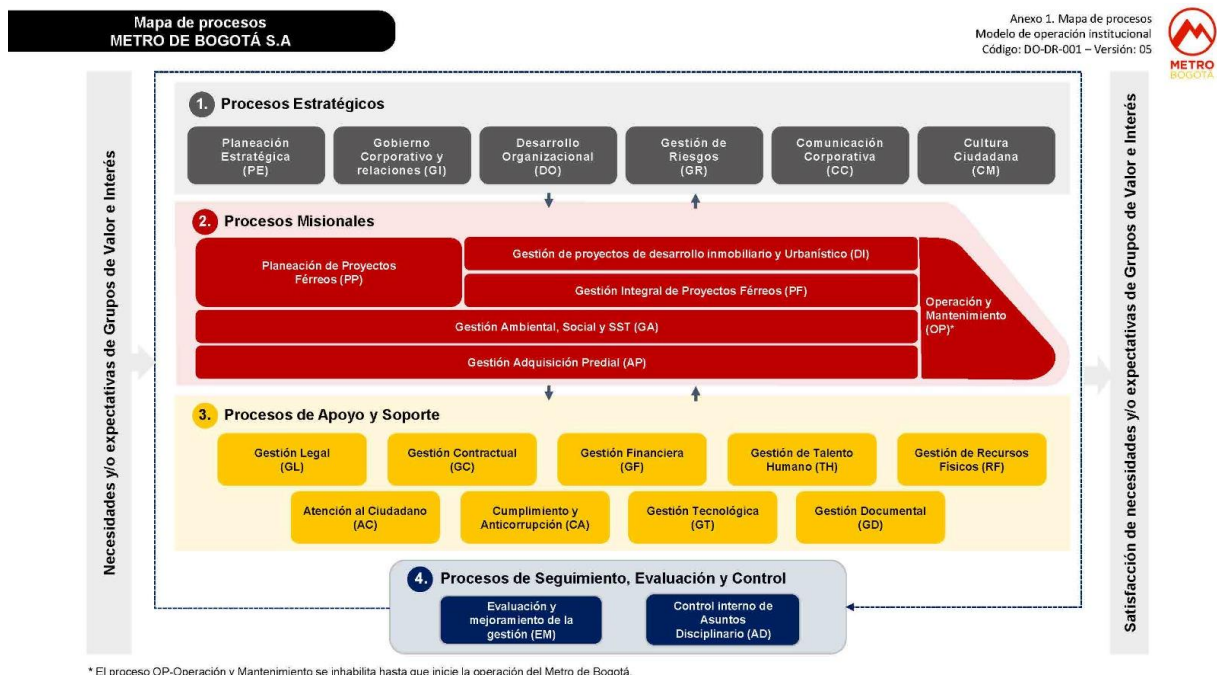 Mapa de procesos
METRO DE BOGOTÁ S.A
Anexo 1. Mapa de procesos
Modelo de operación institucional
Código: DO-DR-001 – Versión: 05
METRO
BOGOTÁ
Necesidades y/o expectativas de Grupos de Valor e Interés
1. Procesos Estratégicos
Planeación
Estratégica
(PE)
Gobierno
Corporativo y
relaciones (GI)
Desarrollo
Organizacional
(DO)
Gestión de
Riesgos
(GR)
Comunicación
Corporativa
(CC)
Cultura
Ciudadana
(CM)
2. Procesos Misionales
Planeación de Proyectos
Férreos (PP)
Gestión de proyectos de desarrollo inmobiliario y Urbanístico (DI)
Gestión Integral de Proyectos Férreos (PF)
Gestión Ambiental, Social y SST (GA)
Gestión Adquisición Predial (AP)
Operación y
Mantenimiento
(OP)*
3. Procesos de Apoyo y Soporte
Gestión Legal
(GL)
Gestión Contractual
(GC)
Gestión Financiera
(GF)
Gestión de Talento
Humano (TH)
Gestión de Recursos
Físicos (RF)
Atención al Ciudadano
(AC)
Cumplimiento y
Anticorrupción (CA)
Gestión Tecnológica
(GT)
Gestión Documental
(GD)
4. Procesos de Seguimiento, Evaluación y Control
Evaluación y
mejoramiento de la
gestión (EM)
Control interno de
Asuntos
Disciplinario (AD)
Satisfacción de necesidades y/o expectativas de Grupos de Valor e Interés
* El proceso OP-Operación y Mantenimiento se inhabilita hasta que inicie la operación del Metro de Bogotá.